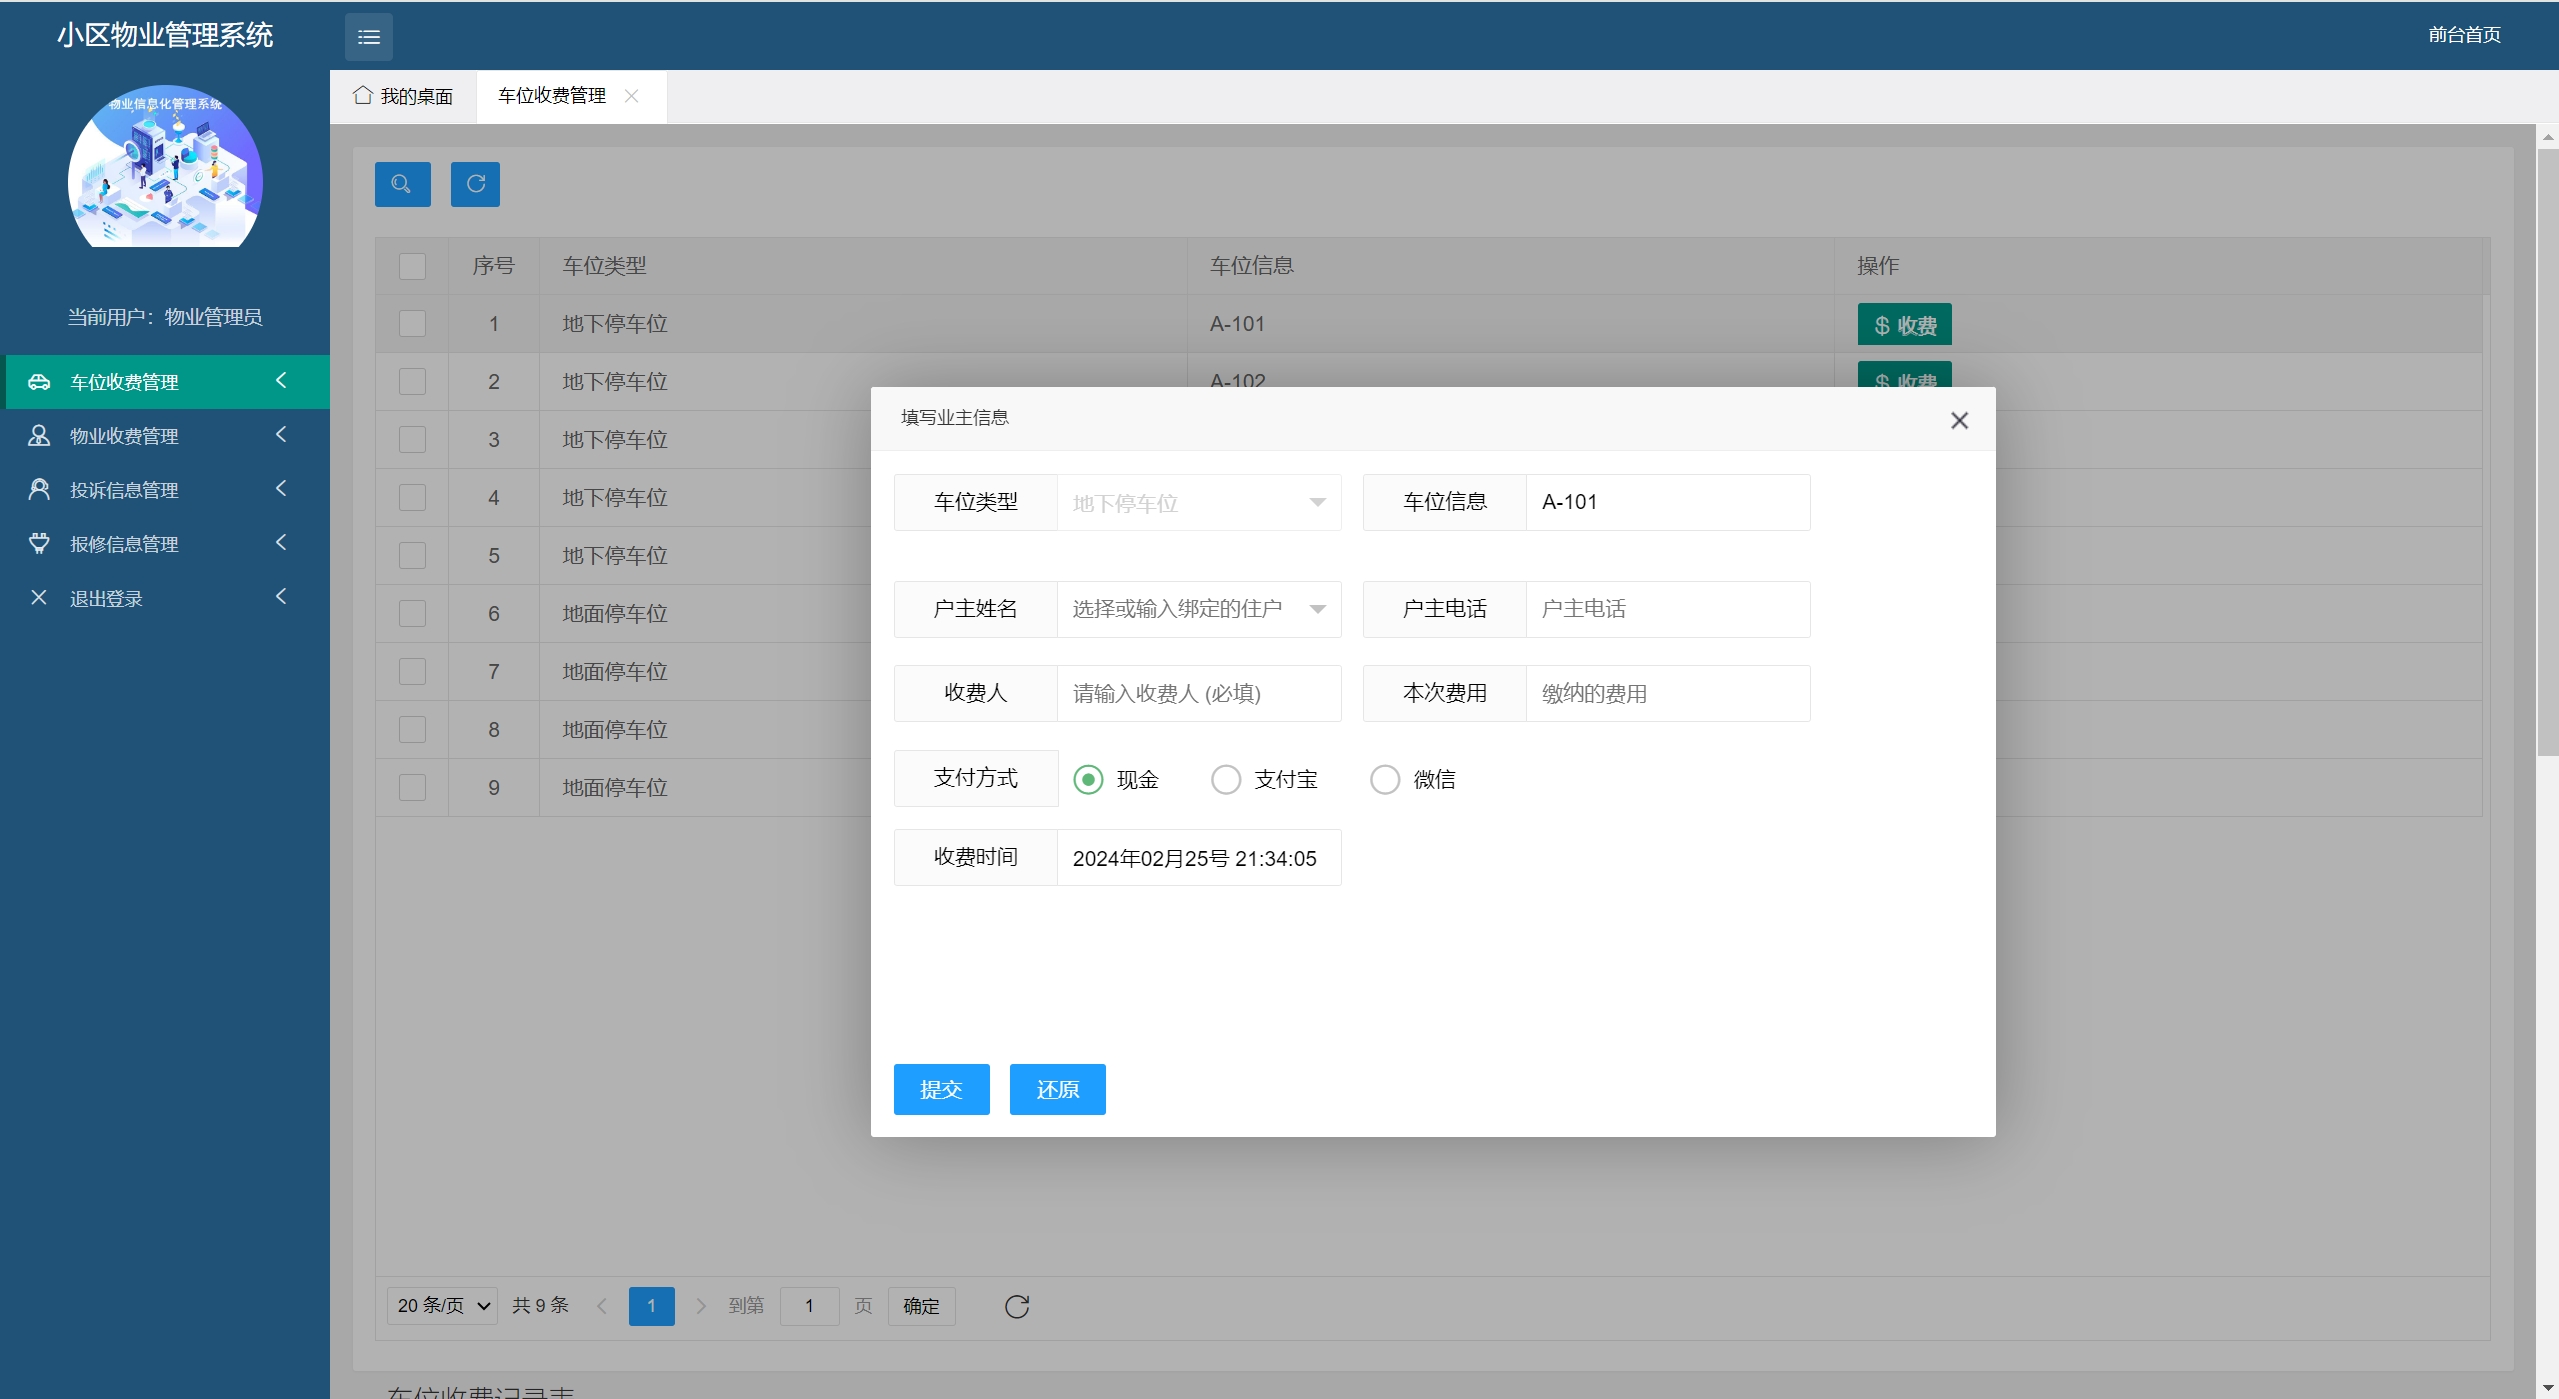 小区物业管理系统
前台首页
物业信息化管理系统
当前用户：物业管理员
车位收费管理
物业收费管理
投诉信息管理
报修信息管理
退出登录
我的桌面 车位收费管理
序号 车位类型 车位信息 操作
1 地下停车位 A-101 $ 收费
2 地下停车位 A-102 $ 收费
3 地下停车位
4 地下停车位
5 地下停车位
6 地面停车位
7 地面停车位
8 地面停车位
9 地面停车位
填写业主信息
车位类型 地下停车位 车位信息 A-101
户主姓名 选择或输入绑定的住户 户主电话 户主电话
收费人 请输入收费人 (必填) 本次费用 缴纳的费用
支付方式 现金 支付宝 微信
收费时间 2024年02月25号 21:34:05
提交 还原
20 条/页 共 9 条 1 到第 1 页 确定
车位收费记录表